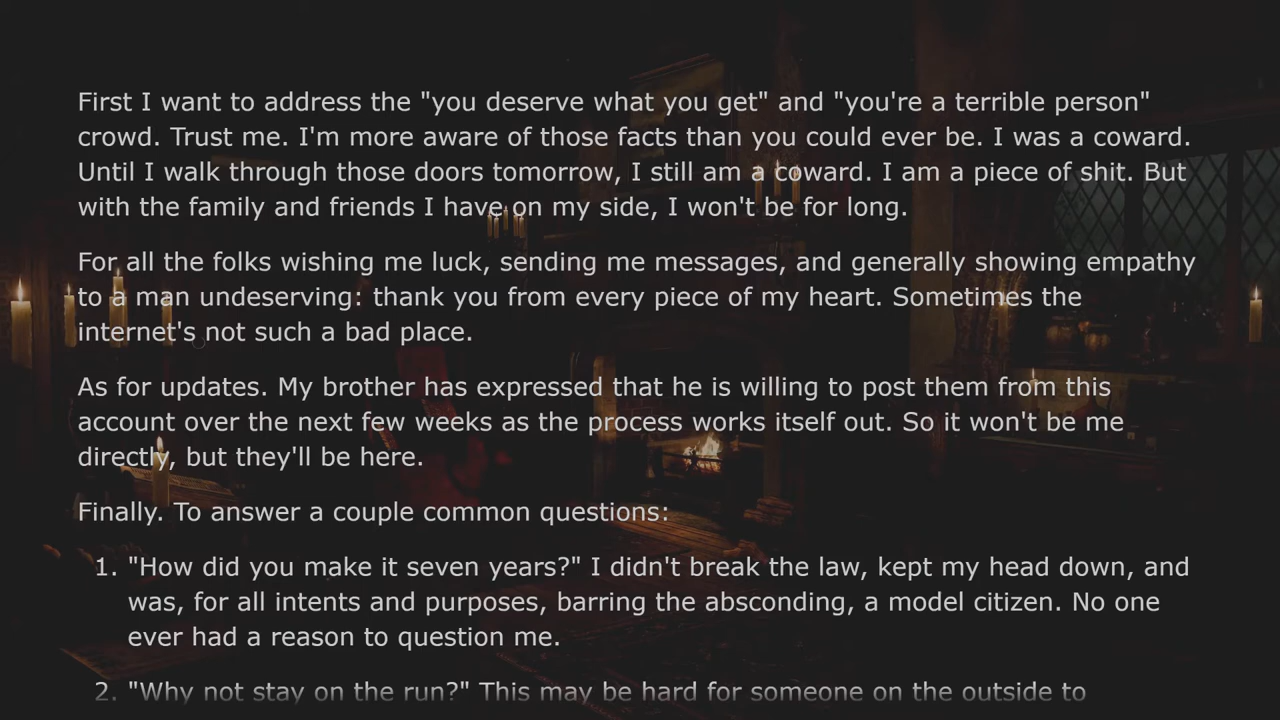 First I want to address the "you deserve what you get" and "you're a terrible person"
crowd. Trust me. I'm more aware of those facts than you could ever be. I was a coward.
Until I walk through those doors tomorrow, I still am a coward. I am a piece of shit. But
with the family and friends I have on my side, I won't be for long.
For all the folks wishing me luck, sending me messages, and generally showing empathy
to a man undeserving: thank you from every piece of my heart. Sometimes the
internet's not such a bad place.
As for updates. My brother has expressed that he is willing to post them from this
account over the next few weeks as the process works itself out. So it won't be me
directly, but they'll be here.
Finally. To answer a couple common questions:
1. "How did you make it seven years?" I didn't break the law, kept my head down, and
was, for all intents and purposes, barring the absconding, a model citizen. No one
ever had a reason to question me.
2. "Why not stay on the run?" This may be hard for someone on the outside to